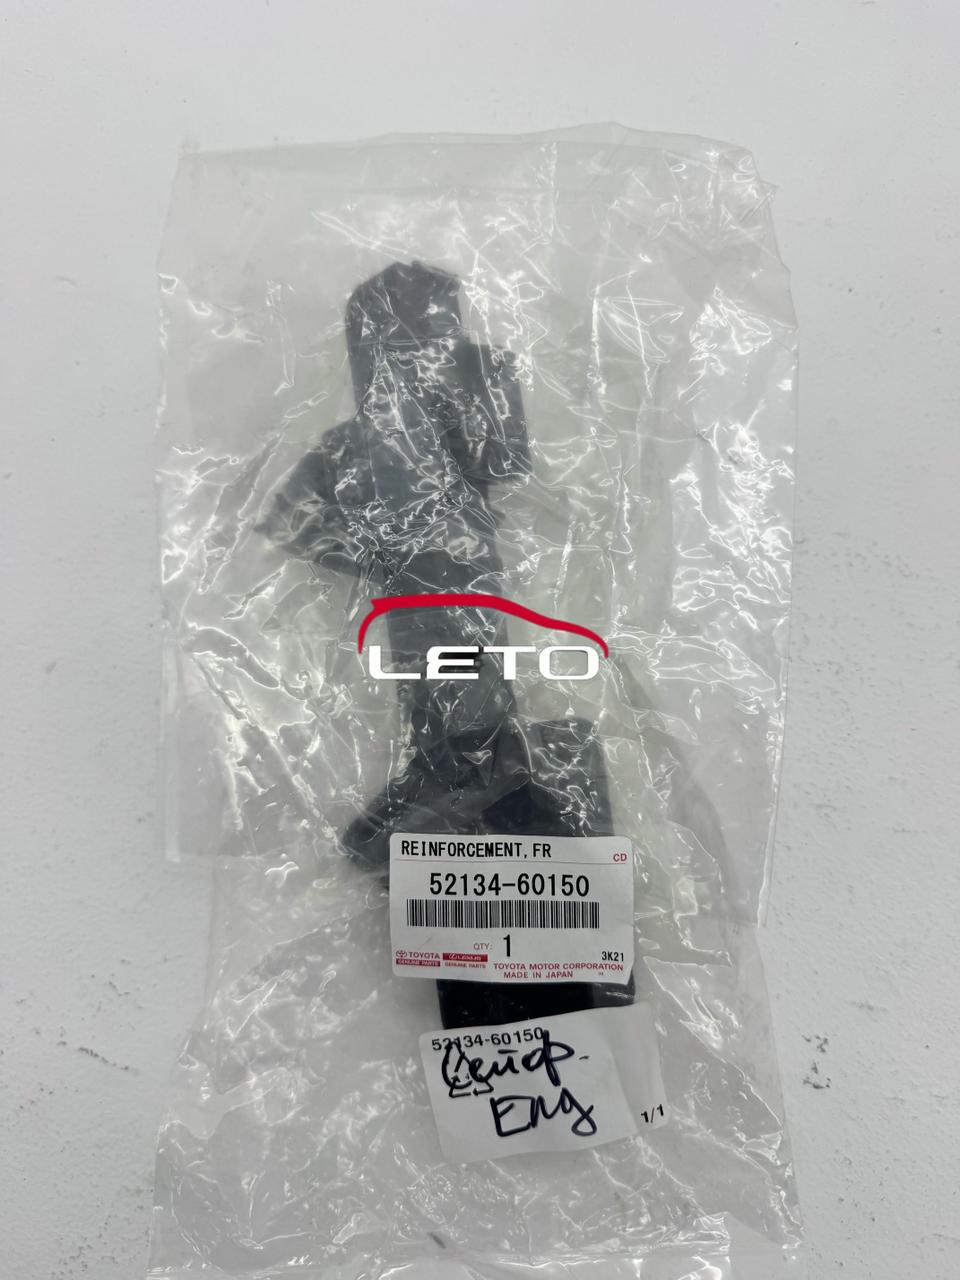 LETO
REINFORCEMENT, FR
CD
52134-60150
QTY: 1
3K21
TOYOTA
GENUINE PARTS
LEXUS
GENUINE PARTS
TOYOTA MOTOR CORPORATION
MADE IN JAPAN
52134-60150
1/1